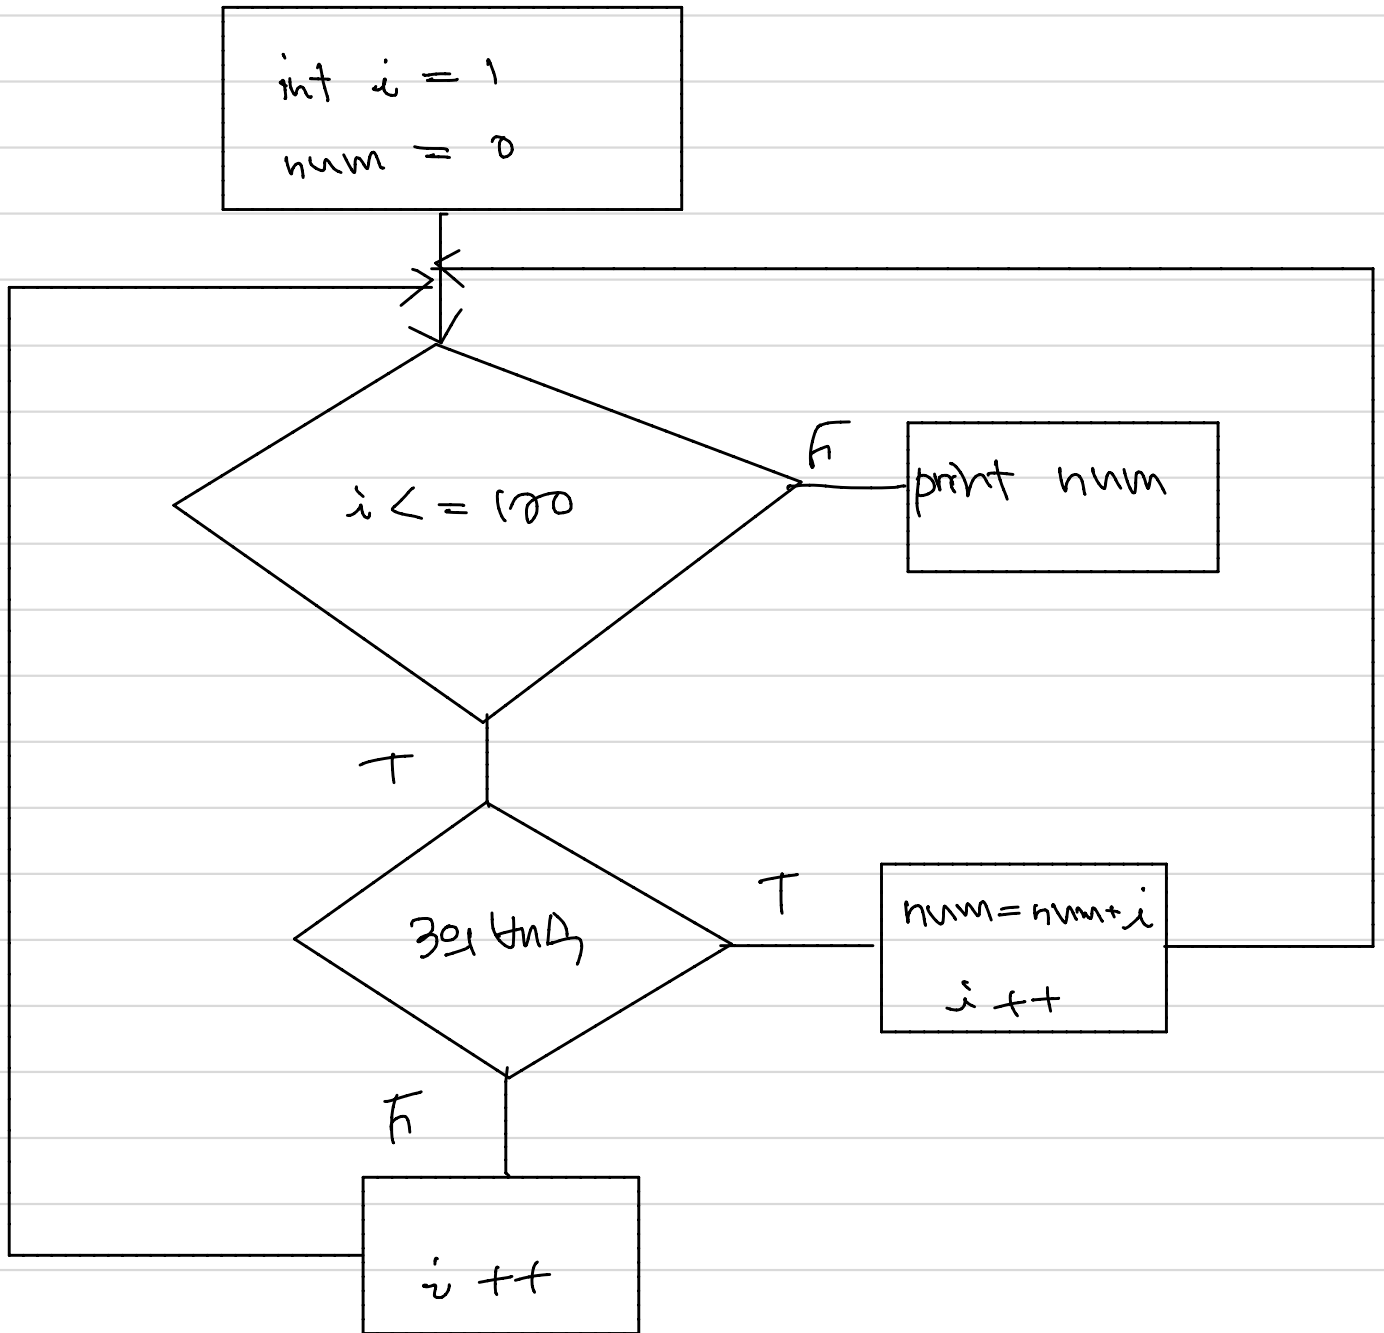 int i = 1
num = 0
i <= 100
F
print num
T
3의 배수
T
num = num + i
i ++
F
i ++